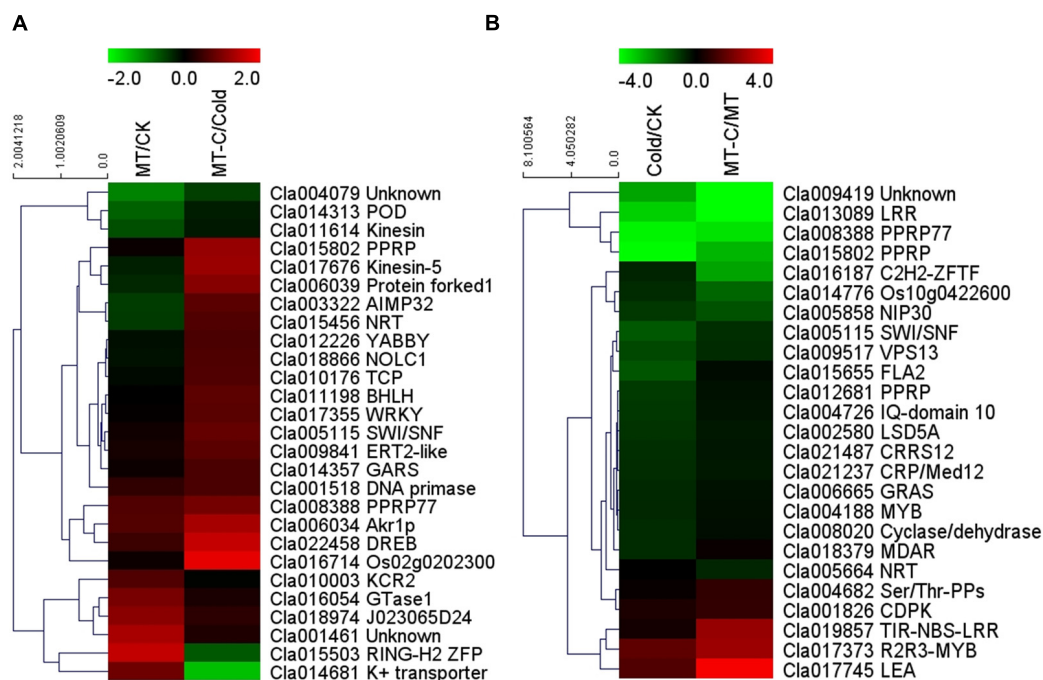 A
-2.0 0.0 2.0
2.0041218
1.0020609
0.0
MT/CK
MT-C/Cold
Cla004079 Unknown
Cla014313 POD
Cla011614 Kinesin
Cla015802 PPRP
Cla017676 Kinesin-5
Cla006039 Protein forked1
Cla003322 AIMP32
Cla015456 NRT
Cla012226 YABBY
Cla018866 NOLC1
Cla010176 TCP
Cla011198 BHLH
Cla017355 WRKY
Cla005115 SWI/SNF
Cla009841 ERT2-like
Cla014357 GARS
Cla001518 DNA primase
Cla008388 PPRP77
Cla006034 Akr1p
Cla022458 DREB
Cla016714 Os02g0202300
Cla010003 KCR2
Cla016054 GTase1
Cla018974 J023065D24
Cla001461 Unknown
Cla015503 RING-H2 ZFP
Cla014681 K+ transporter
B
-4.0 0.0 4.0
8.100564
4.050282
0.0
Cold/CK
MT-C/MT
Cla009419 Unknown
Cla013089 LRR
Cla008388 PPRP77
Cla015802 PPRP
Cla016187 C2H2-ZFTF
Cla014776 Os10g0422600
Cla005858 NIP30
Cla005115 SWI/SNF
Cla009517 VPS13
Cla015655 FLA2
Cla012681 PPRP
Cla004726 IQ-domain 10
Cla002580 LSD5A
Cla021487 CRRS12
Cla021237 CRP/Med12
Cla006665 GRAS
Cla004188 MYB
Cla008020 Cyclase/dehydrase
Cla018379 MDAR
Cla005664 NRT
Cla004682 Ser/Thr-PPs
Cla001826 CDPK
Cla019857 TIR-NBS-LRR
Cla017373 R2R3-MYB
Cla017745 LEA